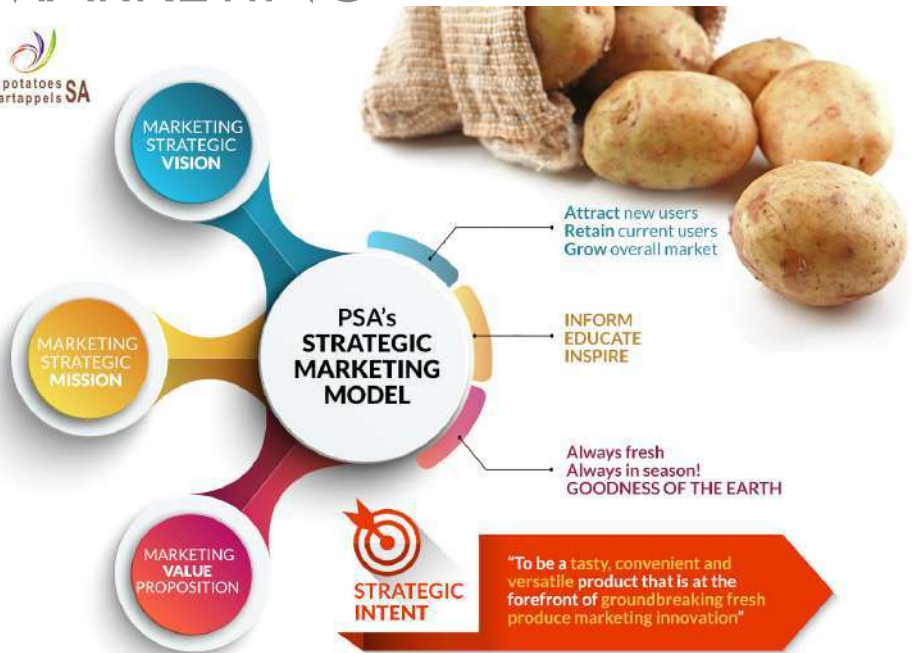 potatoes
artappels SA
MARKETING
STRATEGIC
VISION
Attract new users
Retain current users
Grow overall market
PSA's
STRATEGIC
MARKETING
MODEL
INFORM
EDUCATE
INSPIRE
MARKETING
STRATEGIC
MISSION
Always fresh
Always in season!
GOODNESS OF THE EARTH
MARKETING
VALUE
PROPOSITION
STRATEGIC
INTENT
"To be a tasty, convenient and
versatile product that is at the
forefront of groundbreaking fresh
produce marketing innovation"